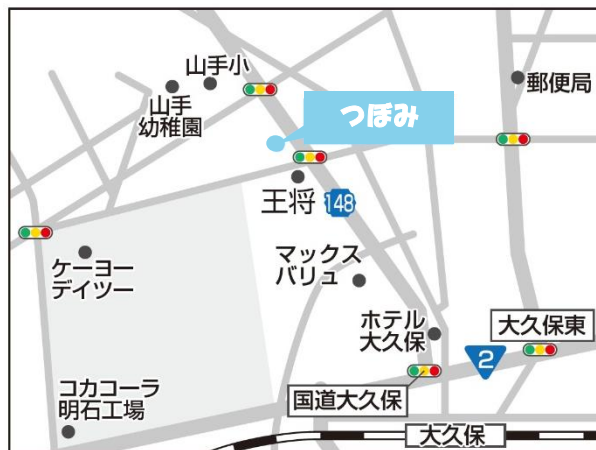 山手小
山手
幼稚園
つぼみ
郵便局
王将
148
ケーヨー
デイツー
マックス
バリュ
ホテル
大久保
大久保東
2
国道大久保
コカコーラ
明石工場
大久保